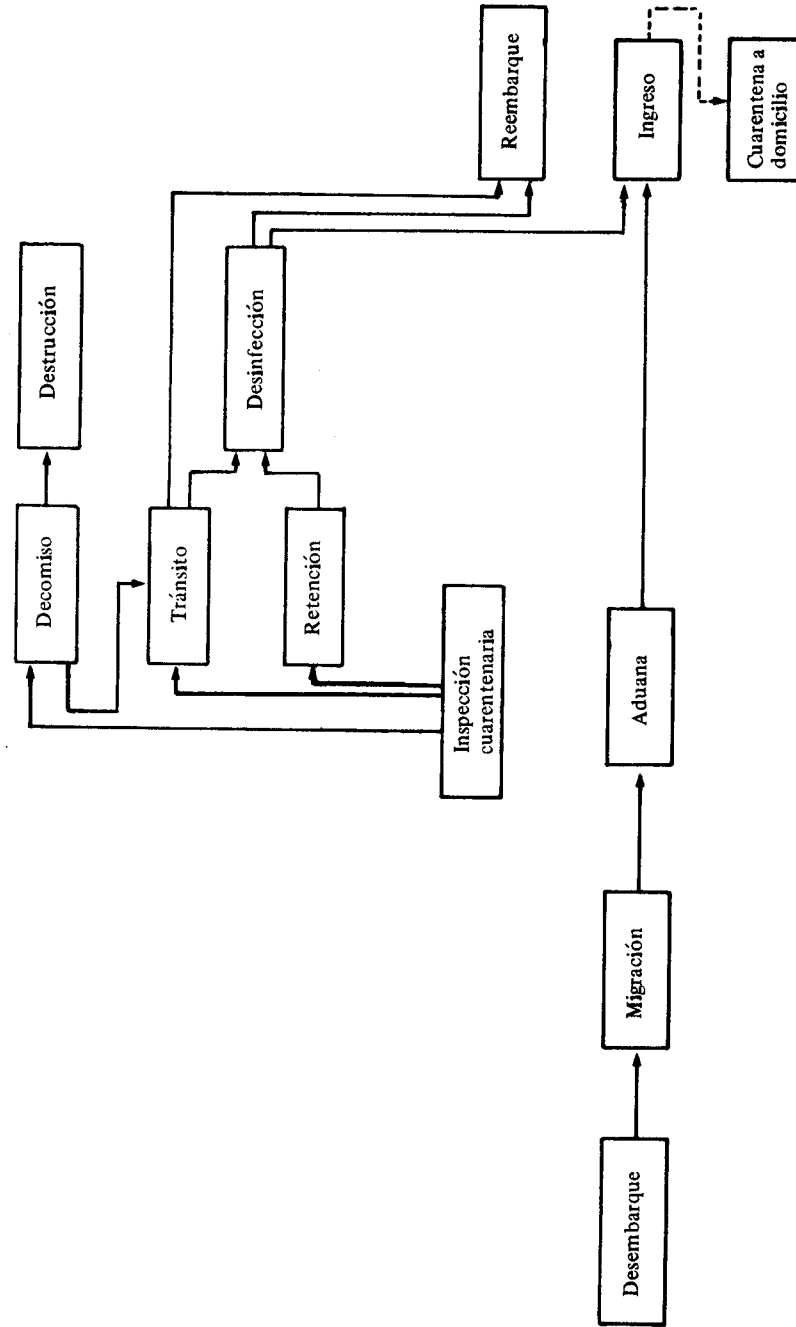 Destrucción
Decomiso
Tránsito
Desinfección
Retención
Reembarque
Inspección
cuarentenaria
Desembarque
Migración
Aduana
Ingreso
Cuarentena a
domicilio